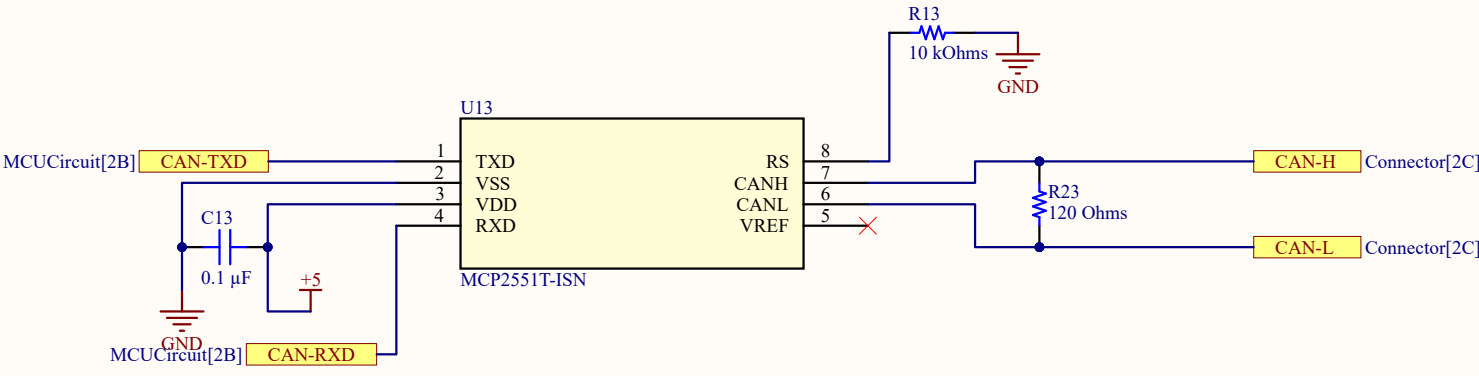 R13
10 kOhms
GND
U13
MCUCircuit[2B] CAN-TXD 1 TXD RS 8 CAN-H Connector[2C]
2 VSS CANH 7
3 VDD CANL 6 R23
120 Ohms
4 RXD VREF 5
C13
0.1 µF
CAN-L Connector[2C]
MCP2551T-ISN
+5
GND
MCUCircuit[2B] CAN-RXD